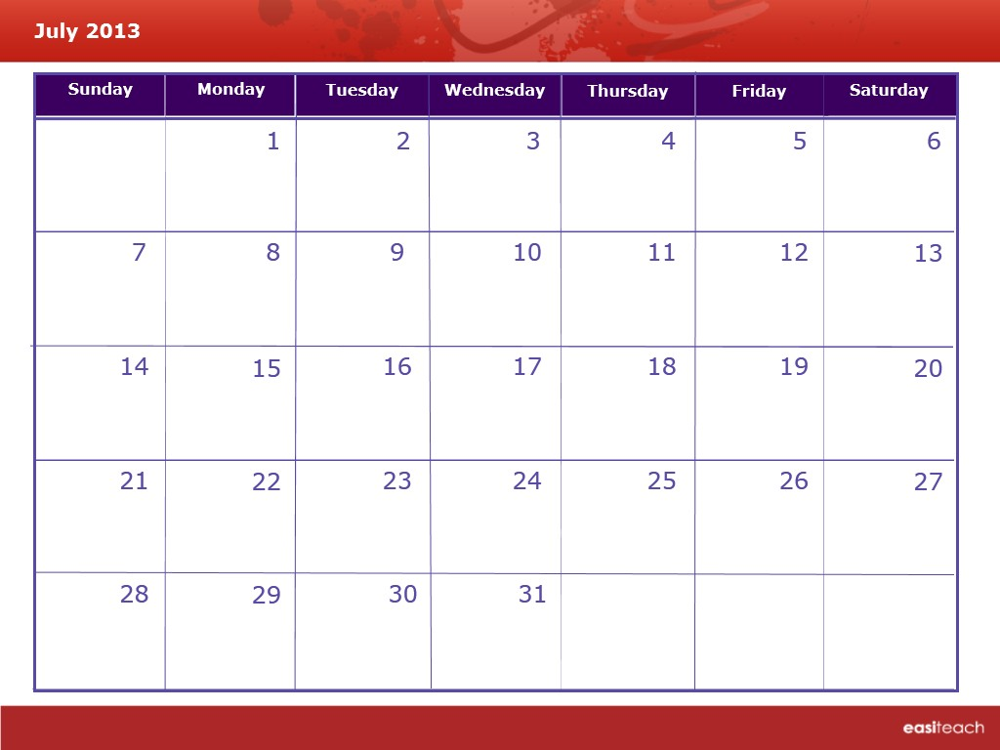 July 2013
Sunday Monday Tuesday Wednesday Thursday Friday Saturday
1 2 3 4 5 6
7 8 9 10 11 12 13
14 15 16 17 18 19 20
21 22 23 24 25 26 27
28 29 30 31
easiteach